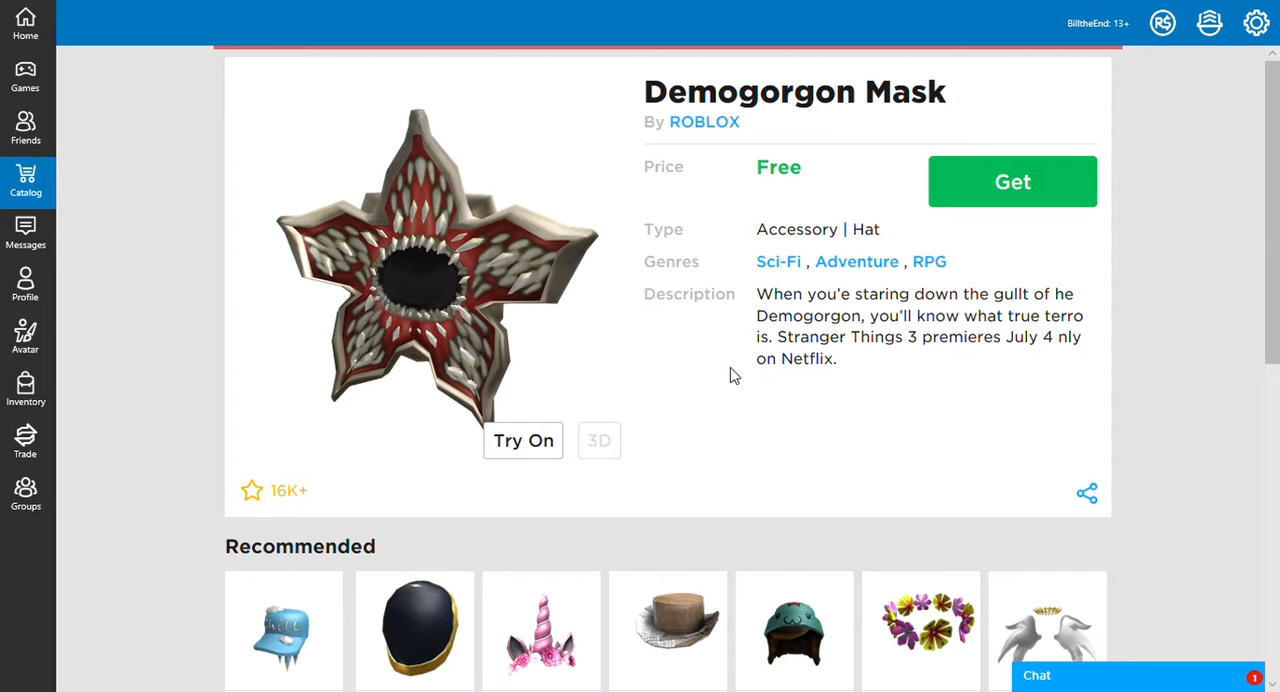 Home
Games
Friends
Catalog
Messages
Profile
Avatar
Inventory
Trade
Groups
BilltheEnd: 13+
R$
Demogorgon Mask
By ROBLOX
Price Free Get
Type Accessory | Hat
Genres Sci-Fi , Adventure , RPG
Description When you'e staring down the gullt of he
Demogorgon, you'll know what true terro
is. Stranger Things 3 premieres July 4 nly
on Netflix.
Try On 3D
16K+
Recommended
Chat 1